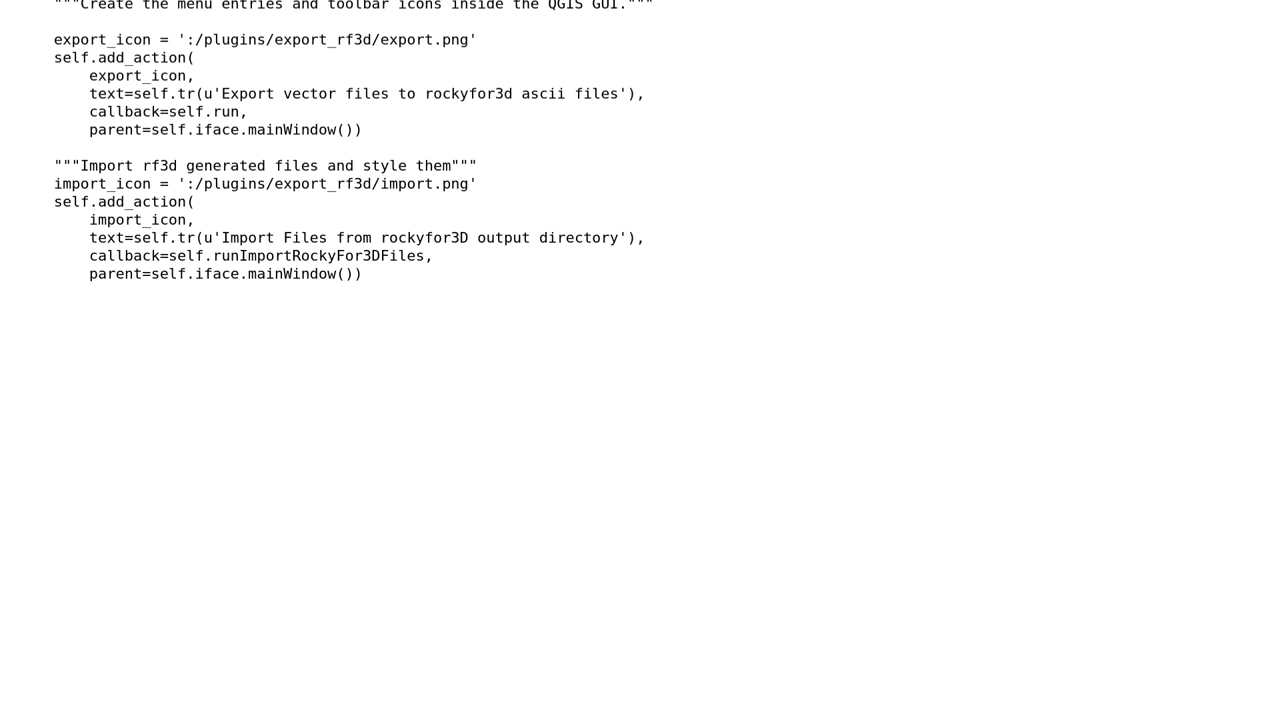 """Create the menu entries and toolbar icons inside the QGIS GUI."""

export_icon = ':/plugins/export_rf3d/export.png'
self.add_action(
    export_icon,
    text=self.tr(u'Export vector files to rockyfor3d ascii files'),
    callback=self.run,
    parent=self.iface.mainWindow())

"""Import rf3d generated files and style them"""
import_icon = ':/plugins/export_rf3d/import.png'
self.add_action(
    import_icon,
    text=self.tr(u'Import Files from rockyfor3D output directory'),
    callback=self.runImportRockyFor3DFiles,
    parent=self.iface.mainWindow())